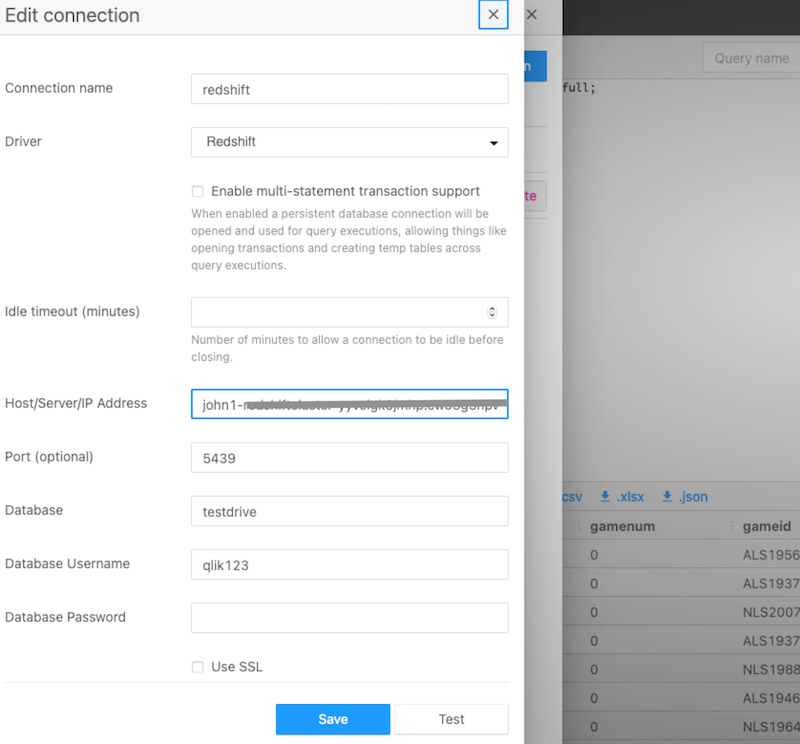 Edit connection
Connection name
redshift
Driver
Redshift
Enable multi-statement transaction support
When enabled a persistent database connection will be
opened and used for query executions, allowing things like
opening transactions and creating temp tables across
query executions.
Idle timeout (minutes)
Number of minutes to allow a connection to be idle before
closing.
Host/Server/IP Address
john1-
Port (optional)
5439
Database
testdrive
Database Username
qlik123
Database Password
Use SSL
Save
Test
Query name
full;
csv .xlsx .json
gamenum gameid
0 ALS1956
0 ALS1937
0 NLS2007
0 ALS1937
0 NLS1988
0 ALS1946
0 NLS1964